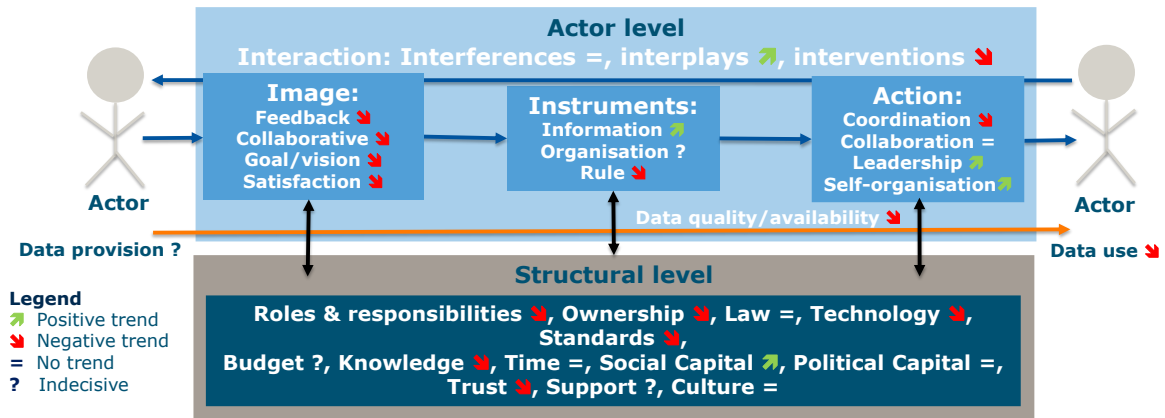 Actor level
Interaction: Interferences =, interplays ↗, interventions ↘
Image:
Feedback ↘
Collaborative ↘
Goal/vision ↘
Satisfaction ↘
Instruments:
Information ↗
Organisation ?
Rule ↘
Action:
Coordination ↘
Collaboration =
Leadership ↗
Self-organisation↗
Actor
Actor
Data quality/availability ↘
Data provision ?
Data use ↘
Structural level
Roles & responsibilities ↘, Ownership ↘, Law =, Technology ↘,
Standards ↘,
Budget ?, Knowledge ↘, Time =, Social Capital ↗, Political Capital =,
Trust ↘, Support ?, Culture =
Legend
↗ Positive trend
↘ Negative trend
= No trend
? Indecisive